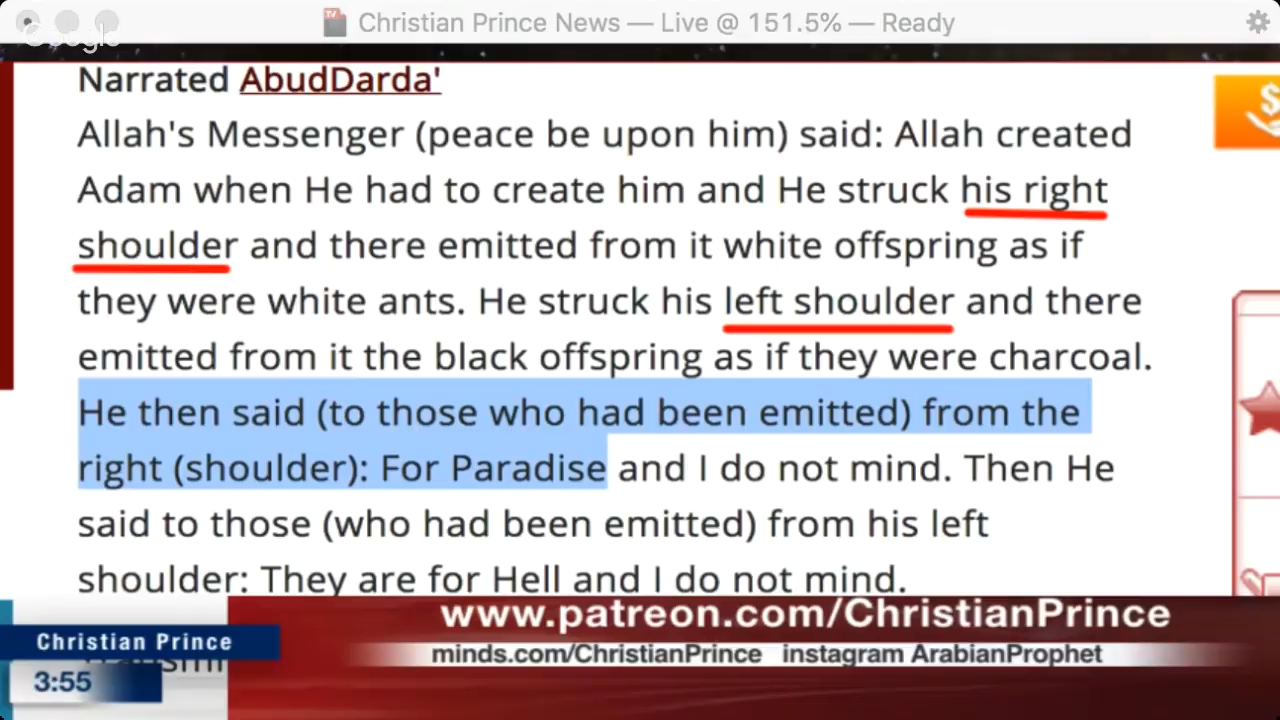 Christian Prince News — Live @ 151.5% — Ready
Google
Narrated AbudDarda'
Allah's Messenger (peace be upon him) said: Allah created
Adam when He had to create him and He struck his right
shoulder and there emitted from it white offspring as if
they were white ants. He struck his left shoulder and there
emitted from it the black offspring as if they were charcoal.
He then said (to those who had been emitted) from the
right (shoulder): For Paradise and I do not mind. Then He
said to those (who had been emitted) from his left
shoulder: They are for Hell and I do not mind.
www.patreon.com/ChristianPrince
Christian Prince
minds.com/ChristianPrince instagram ArabianProphet
3:55